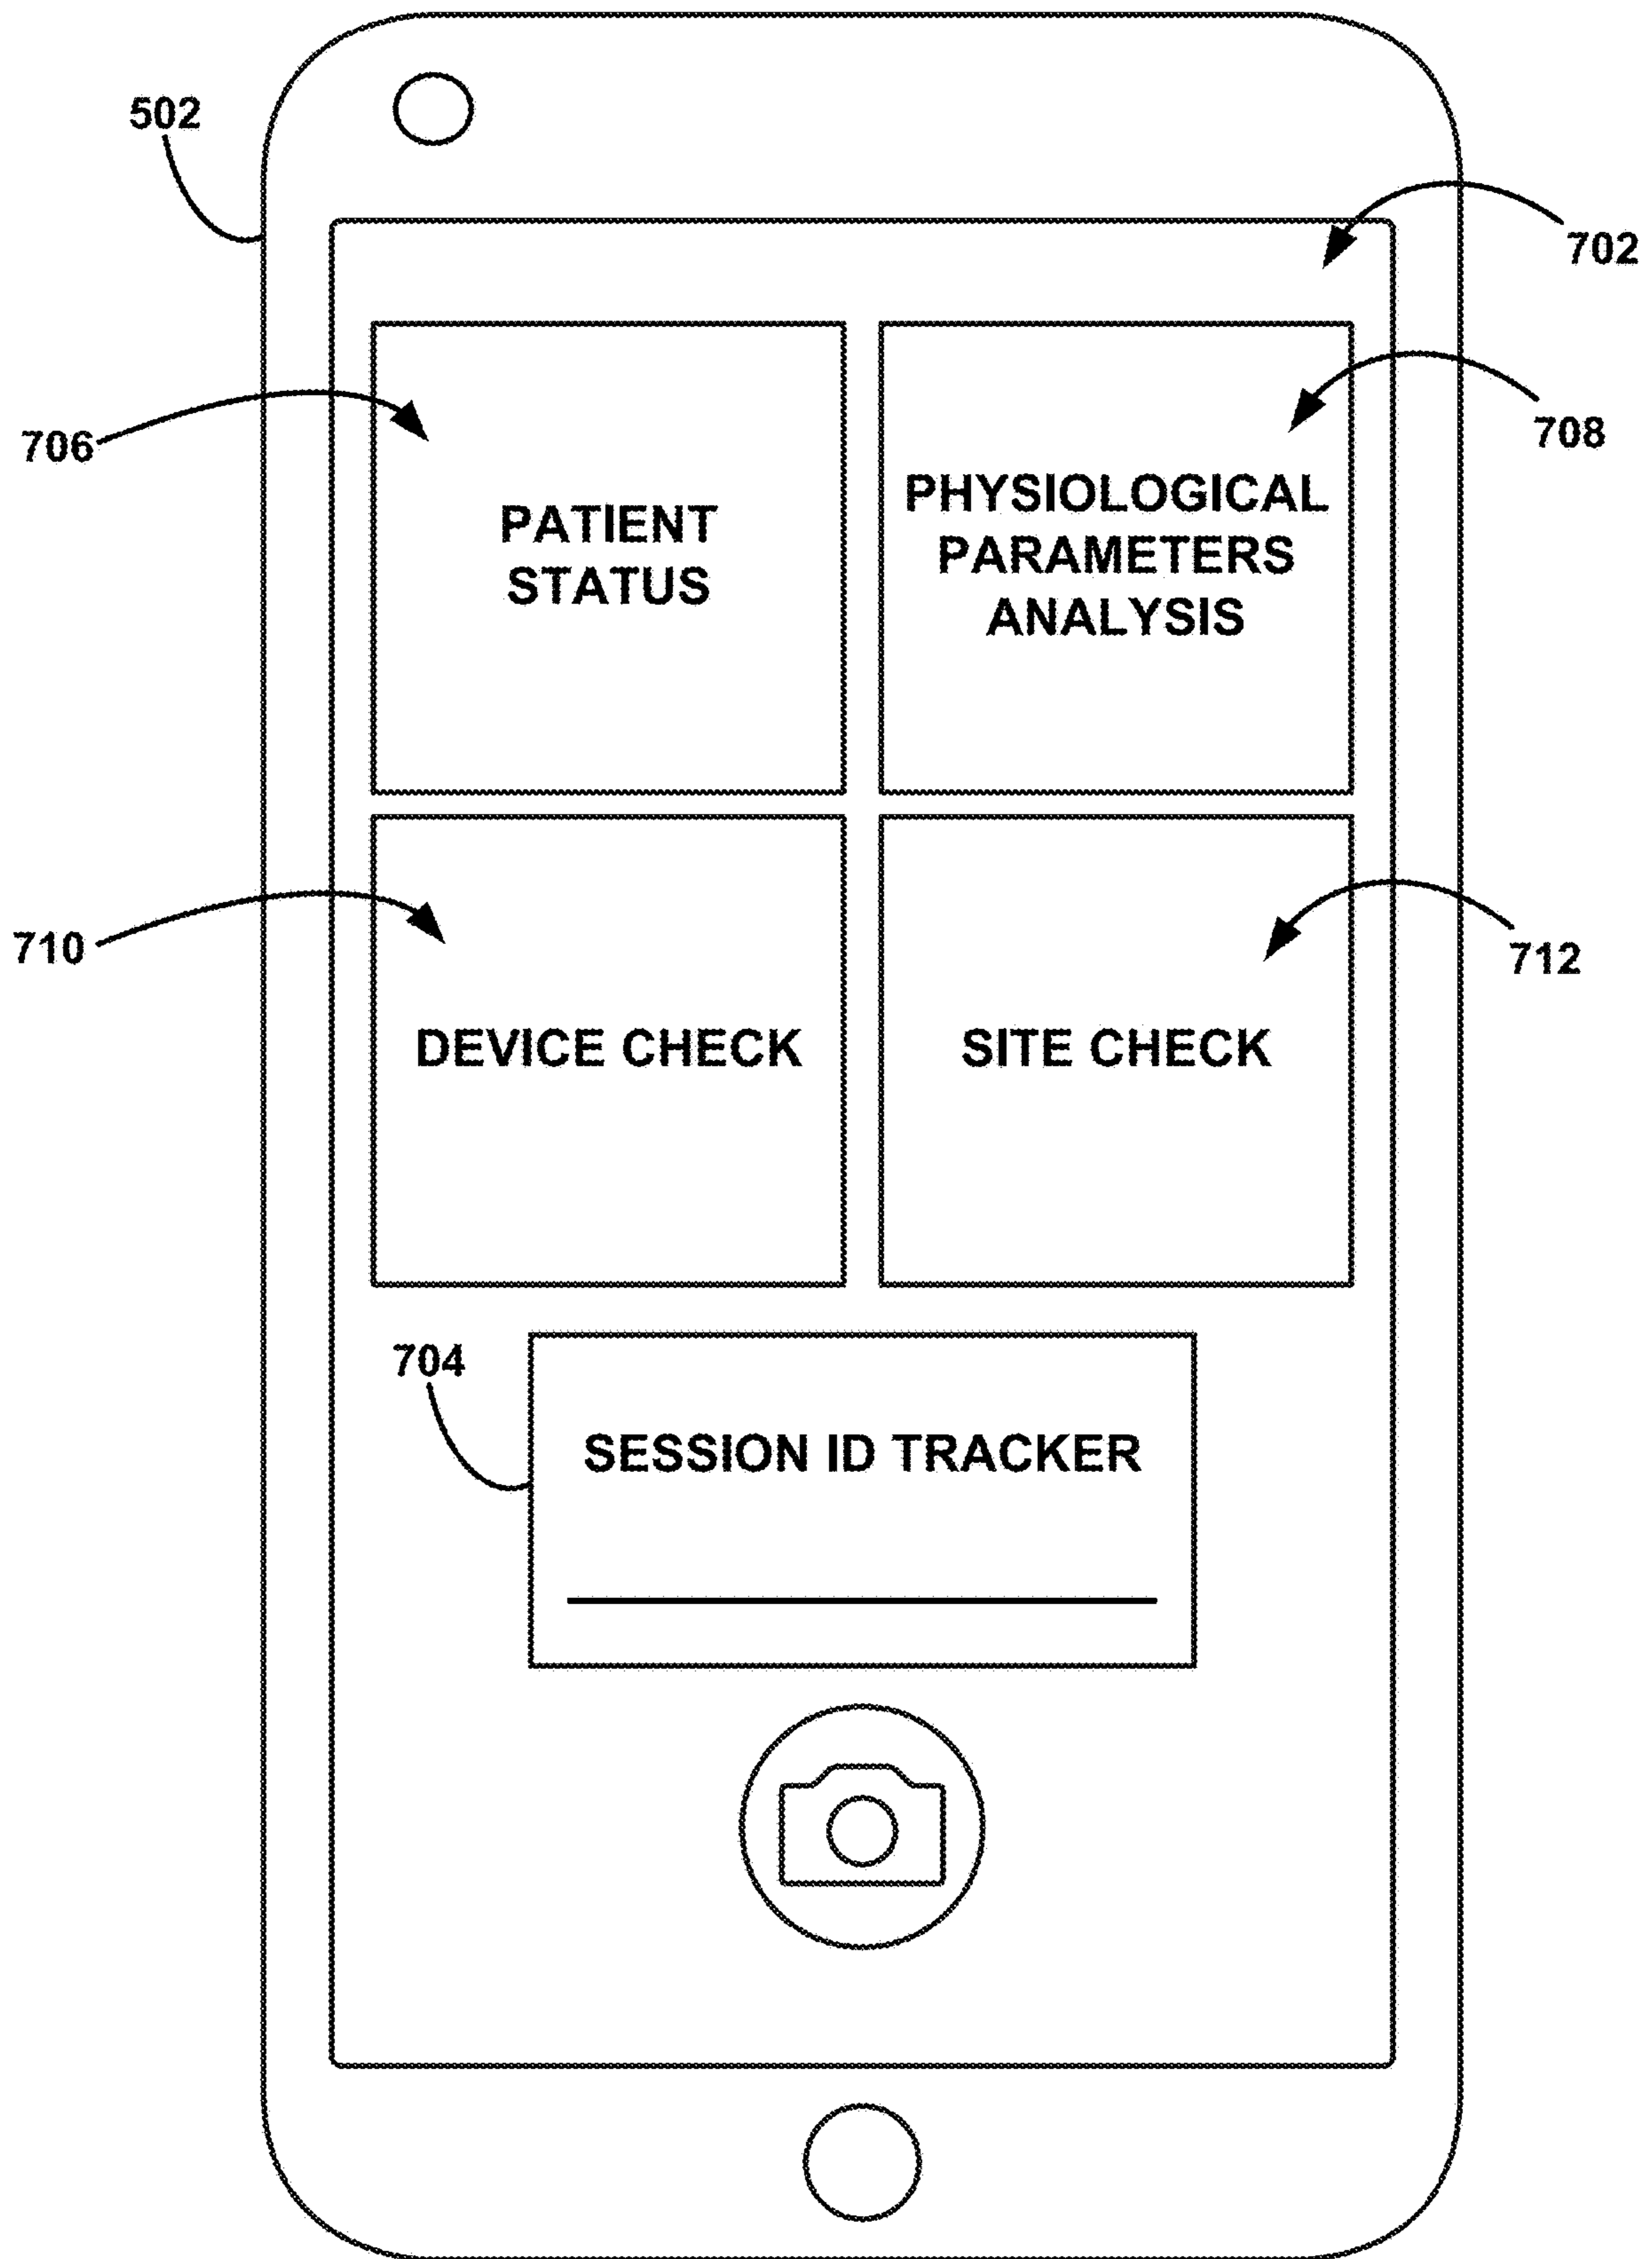 502
702
706
708
PATIENT
STATUS
PHYSIOLOGICAL
PARAMETERS
ANALYSIS
710
712
DEVICE CHECK
SITE CHECK
704
SESSION ID TRACKER